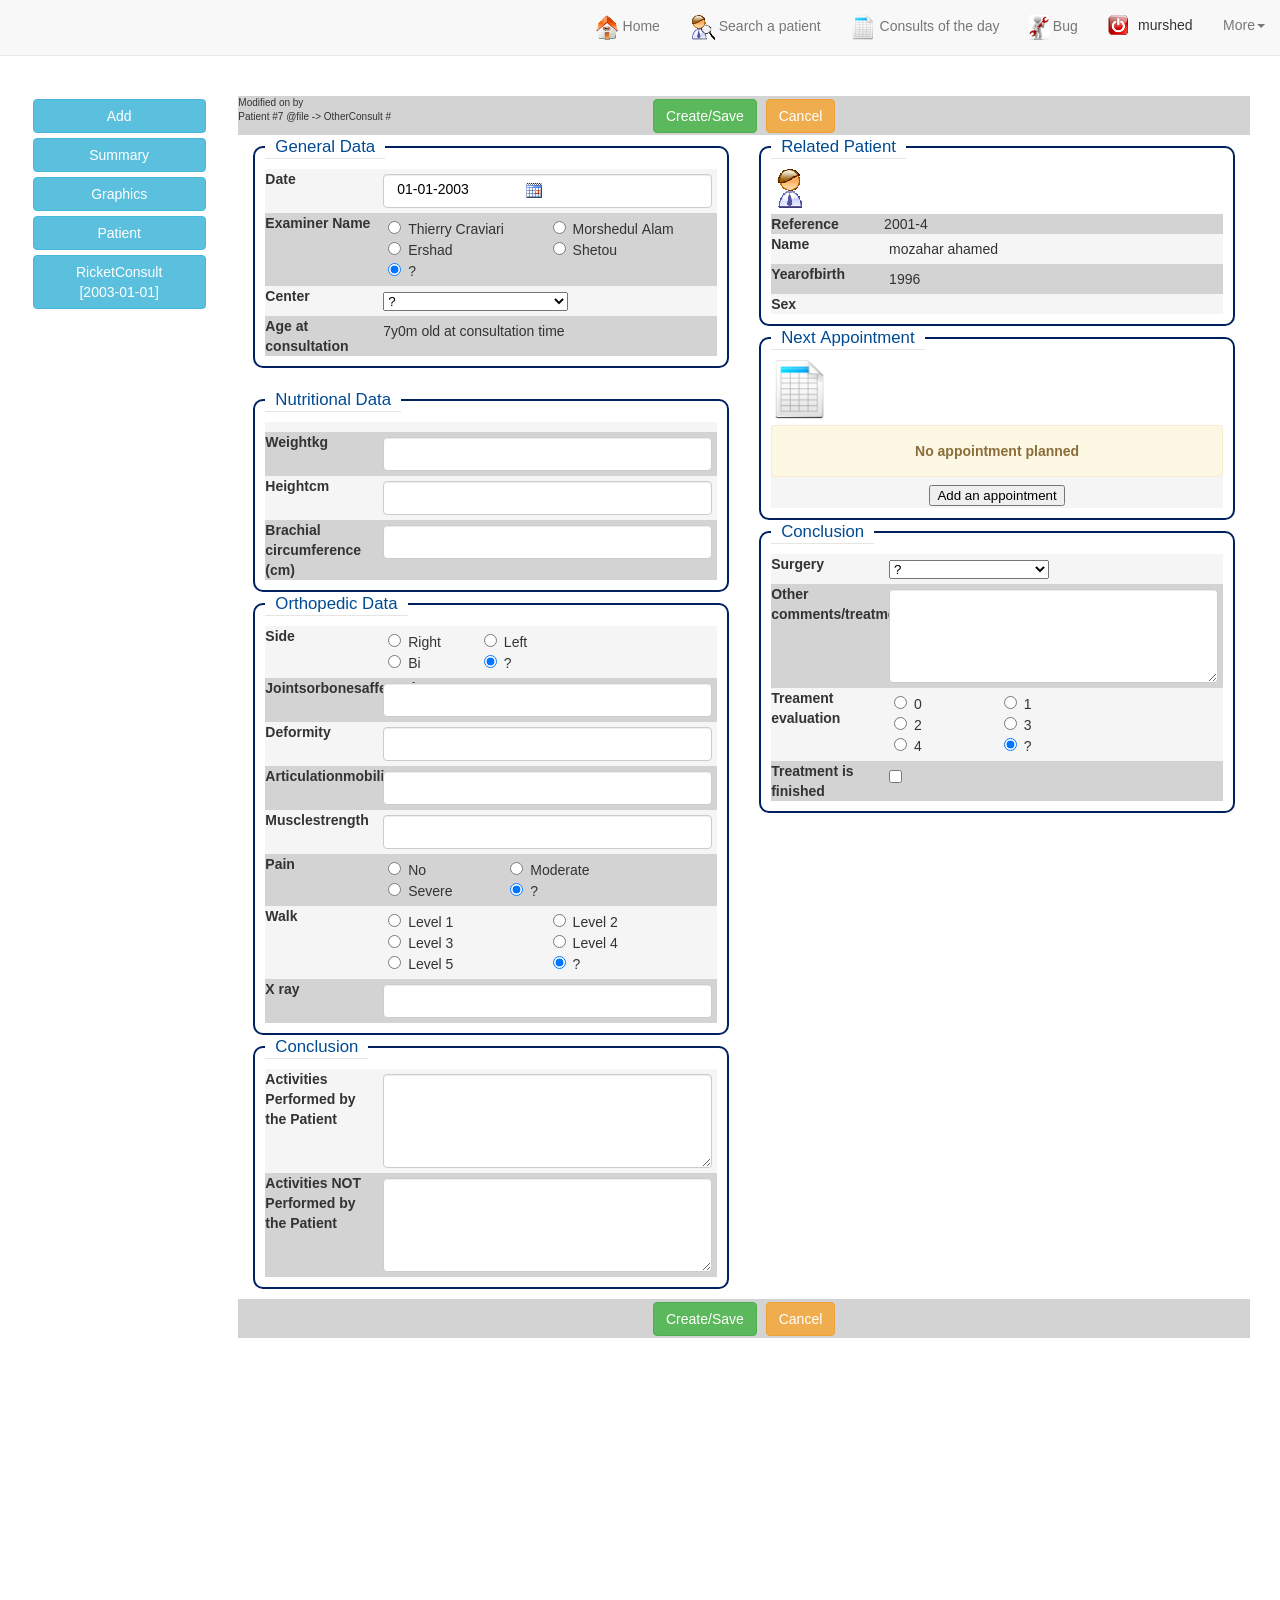 Home
Search a patient
Consults of the day
Bug
murshed
More
Add
Summary
Graphics
Patient
RicketConsult
[2003-01-01]
Modified on by
Patient #7 @file -> OtherConsult #
Create/Save
Cancel
General Data
Date
01-01-2003
Examiner Name
Thierry Craviari
Morshedul Alam
Ershad
Shetou
?
Center
?
Age at
consultation
7y0m old at consultation time
Nutritional Data
Weightkg
Heightcm
Brachial
circumference
(cm)
Orthopedic Data
Side
Right
Left
Bi
?
Deformity
Musclestrength
Pain
No
Moderate
Severe
?
Walk
Level 1
Level 2
Level 3
Level 4
Level 5
?
X ray
Conclusion
Activities
Performed by
the Patient
Activities NOT
Performed by
the Patient
Related Patient
Reference
2001-4
Name
mozahar ahamed
Yearofbirth
1996
Sex
Next Appointment
No appointment planned
Add an appointment
Conclusion
Surgery
?
Other
Treament
evaluation
0
1
2
3
4
?
Treatment is
finished
Create/Save
Cancel